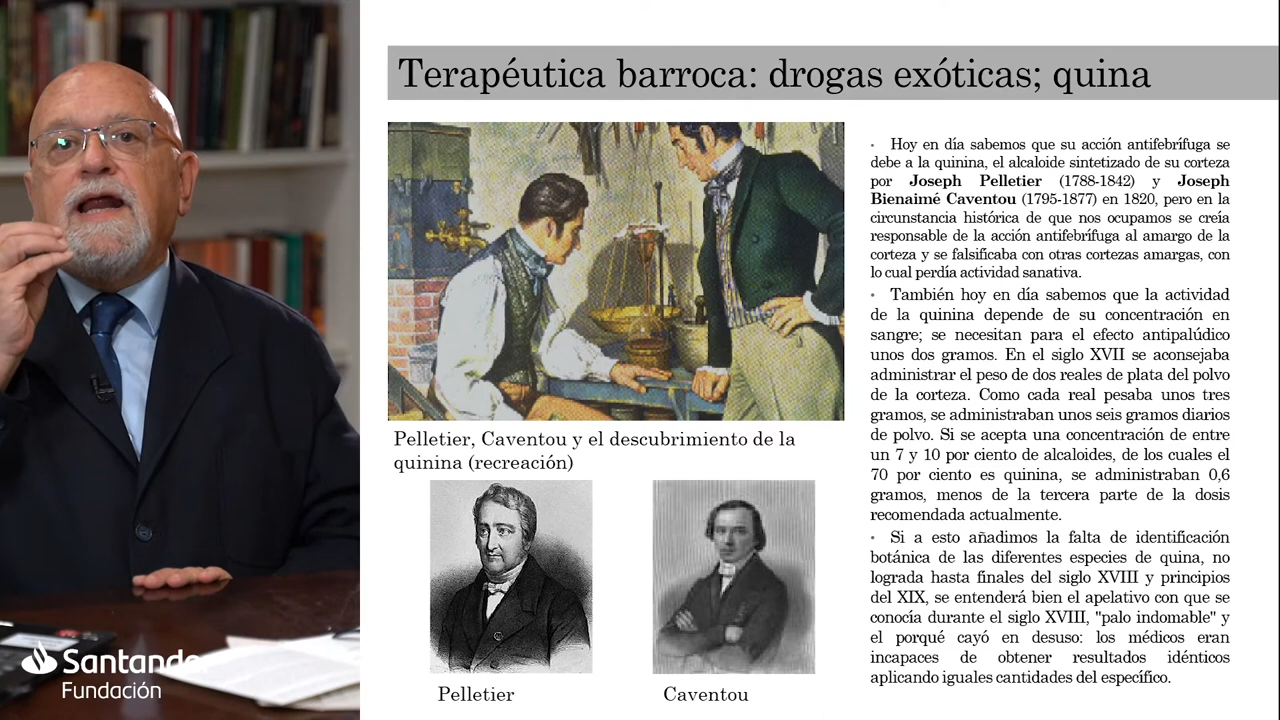 Terapéutica barroca: drogas exóticas; quina
Pelletier, Caventou y el descubrimiento de la
quinina (recreación)
Pelletier
Caventou
• Hoy en día sabemos que su acción antifebrífuga se
debe a la quinina, el alcaloide sintetizado de su corteza
por Joseph Pelletier (1788-1842) y Joseph
Bienaimé Caventou (1795-1877) en 1820, pero en la
circunstancia histórica de que nos ocupamos se creía
responsable de la acción antifebrífuga al amargo de la
corteza y se falsificaba con otras cortezas amargas, con
lo cual perdía actividad sanativa.
• También hoy en día sabemos que la actividad
de la quinina depende de su concentración en
sangre; se necesitan para el efecto antipalúdico
unos dos gramos. En el siglo XVII se aconsejaba
administrar el peso de dos reales de plata del polvo
de la corteza. Como cada real pesaba unos tres
gramos, se administraban unos seis gramos diarios
de polvo. Si se acepta una concentración de entre
un 7 y 10 por ciento de alcaloides, de los cuales el
70 por ciento es quinina, se administraban 0,6
gramos, menos de la tercera parte de la dosis
recomendada actualmente.
• Si a esto añadimos la falta de identificación
botánica de las diferentes especies de quina, no
lograda hasta finales del siglo XVIII y principios
del XIX, se entenderá bien el apelativo con que se
conocía durante el siglo XVIII, "palo indomable" y
el porqué cayó en desuso: los médicos eran
incapaces de obtener resultados idénticos
aplicando iguales cantidades del específico.
Santander
Fundación